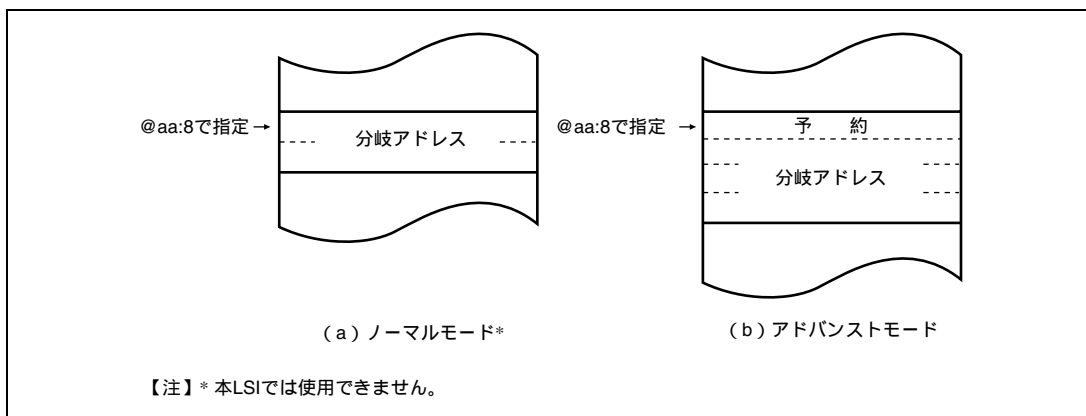 @aa:8で指定→
分岐アドレス
@aa:8で指定 →
予 約
分岐アドレス
(a)ノーマルモード*
(b)アドバンストモード
【注】* 本LSIでは使用できません。